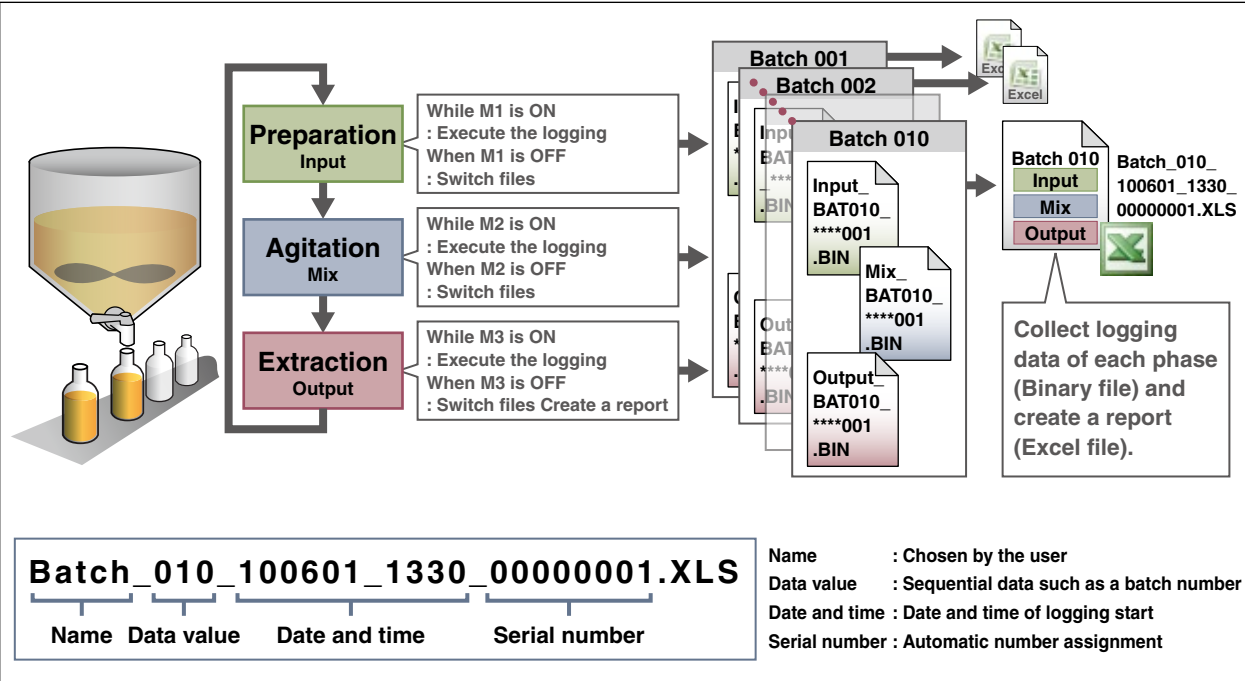 Preparation
Input
While M1 is ON
: Execute the logging
When M1 is OFF
: Switch files
Agitation
Mix
While M2 is ON
: Execute the logging
When M2 is OFF
: Switch files
Extraction
Output
While M3 is ON
: Execute the logging
When M3 is OFF
: Switch files Create a report
Batch 001
Batch 002
Input
BAT
_****
.BIN
Out
BAT
****
.BIN
Batch 010
Input_
BAT010_
****001
.BIN
Mix_
BAT010_
****001
.BIN
Output_
BAT010_
****001
.BIN
Excel
Batch 010
Input
Mix
Output
Batch_010_
100601_1330_
00000001.XLS
Collect logging
data of each phase
(Binary file) and
create a report
(Excel file).
Batch_010_100601_1330_00000001.XLS
Name Data value Date and time Serial number
Name : Chosen by the user
Data value : Sequential data such as a batch number
Date and time : Date and time of logging start
Serial number : Automatic number assignment